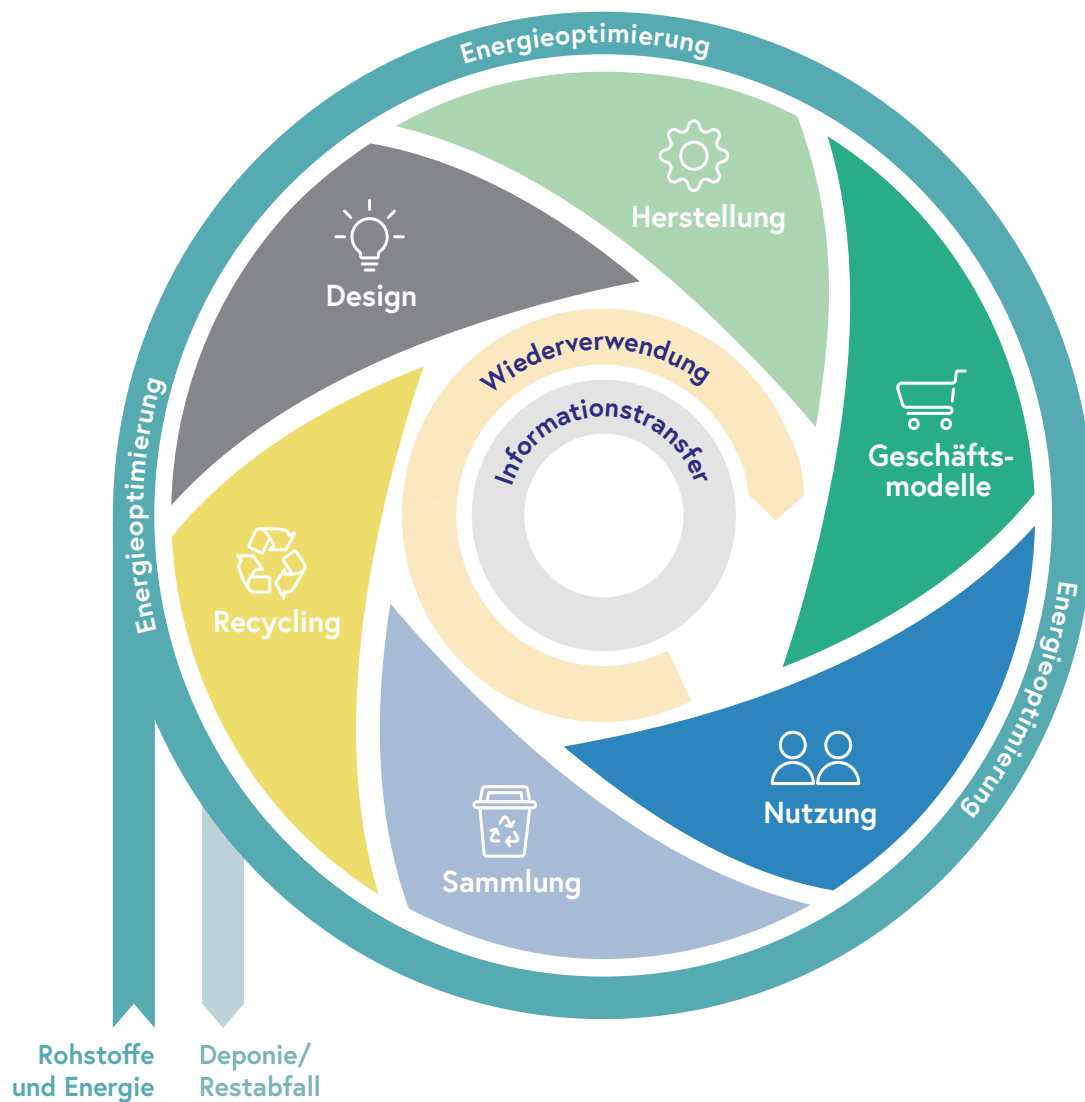 Energieoptimierung
Herstellung
Design
Geschäfts-
modelle
Wiederverwendung
Informationstransfer
Energieoptimierung
Recycling
Energieoptimierung
Nutzung
Sammlung
Rohstoffe
und Energie
Deponie/
Restabfall